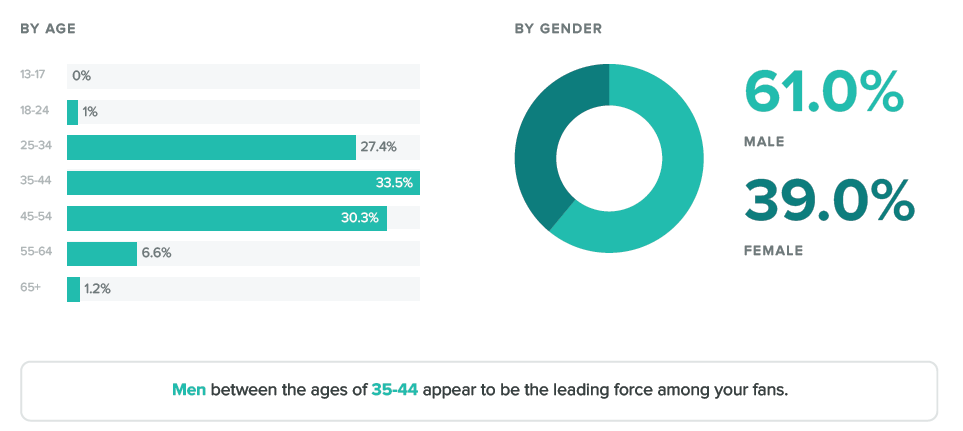 BY AGE
13-17 0%
18-24 1%
25-34 27.4%
35-44 33.5%
45-54 30.3%
55-64 6.6%
65+ 1.2%
BY GENDER
61.0%
MALE
39.0%
FEMALE
Men between the ages of 35-44 appear to be the leading force among your fans.